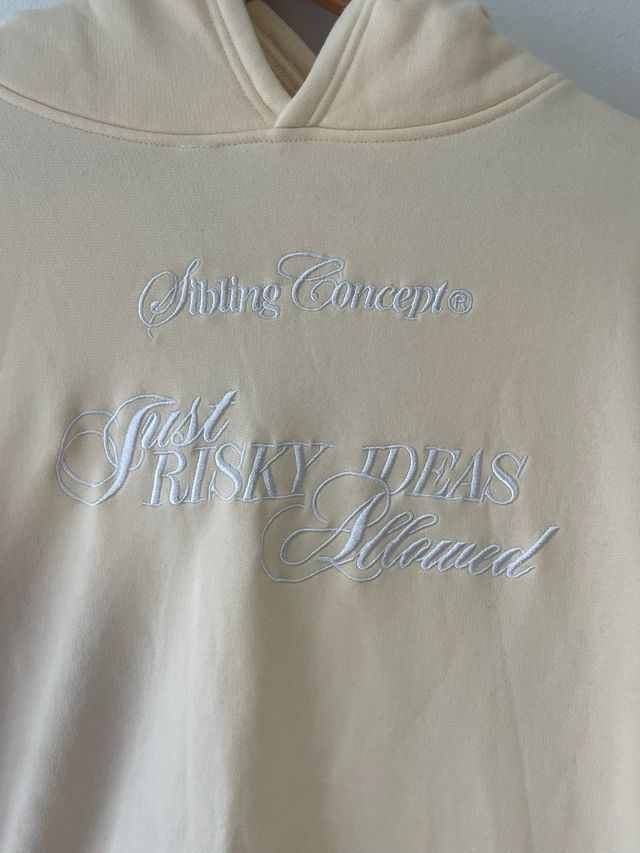 Sibling Concept®
Just
RISKY IDEAS
Allowed